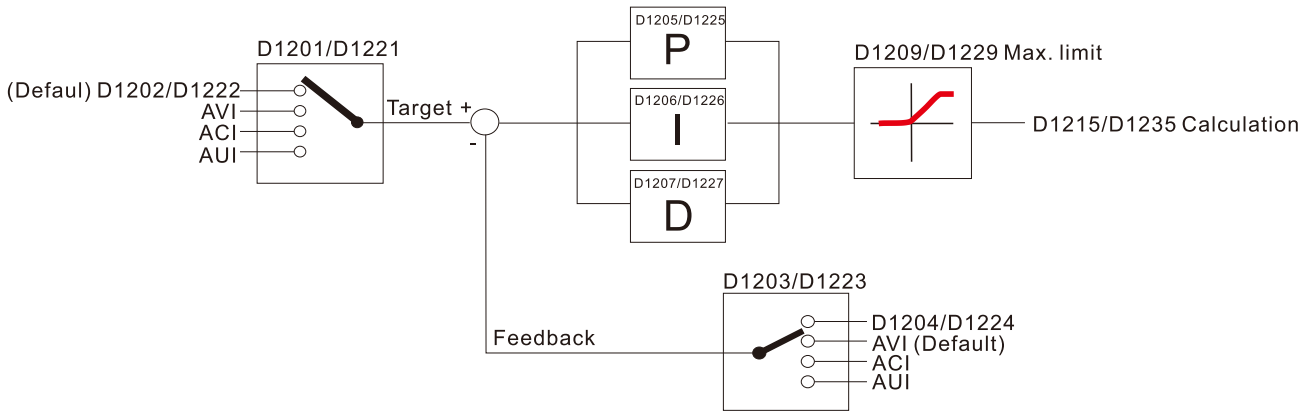 D1201/D1221
(Defaul) D1202/D1222
AVI
ACI
AUI
Target +
-
D1205/D1225
P
D1206/D1226
I
D1207/D1227
D
D1209/D1229 Max. limit
D1215/D1235 Calculation
Feedback
D1203/D1223
D1204/D1224
AVI (Default)
ACI
AUI